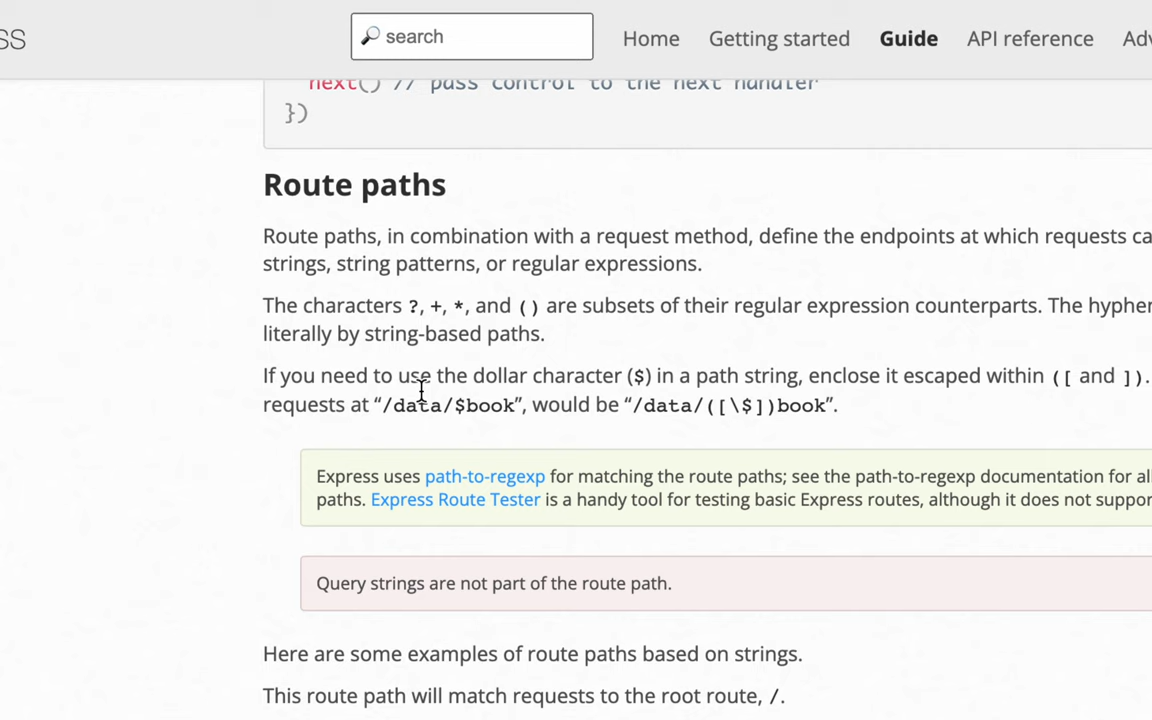 ss
search
Home Getting started Guide API reference
next() // pass control to the next handler
})
Route paths
Route paths, in combination with a request method, define the endpoints at which requests
strings, string patterns, or regular expressions.
The characters ?, +, *, and () are subsets of their regular expression counterparts. The
literally by string-based paths.
If you need to use the dollar character ($) in a path string, enclose it escaped within ([ and ]).
requests at “/data/$book”, would be “/data/([\$])book”.
Express uses path-to-regexp for matching the route paths; see the path-to-regexp documentation for
paths. Express Route Tester is a handy tool for testing basic Express routes, although it does not
Query strings are not part of the route path.
Here are some examples of route paths based on strings.
This route path will match requests to the root route, /.